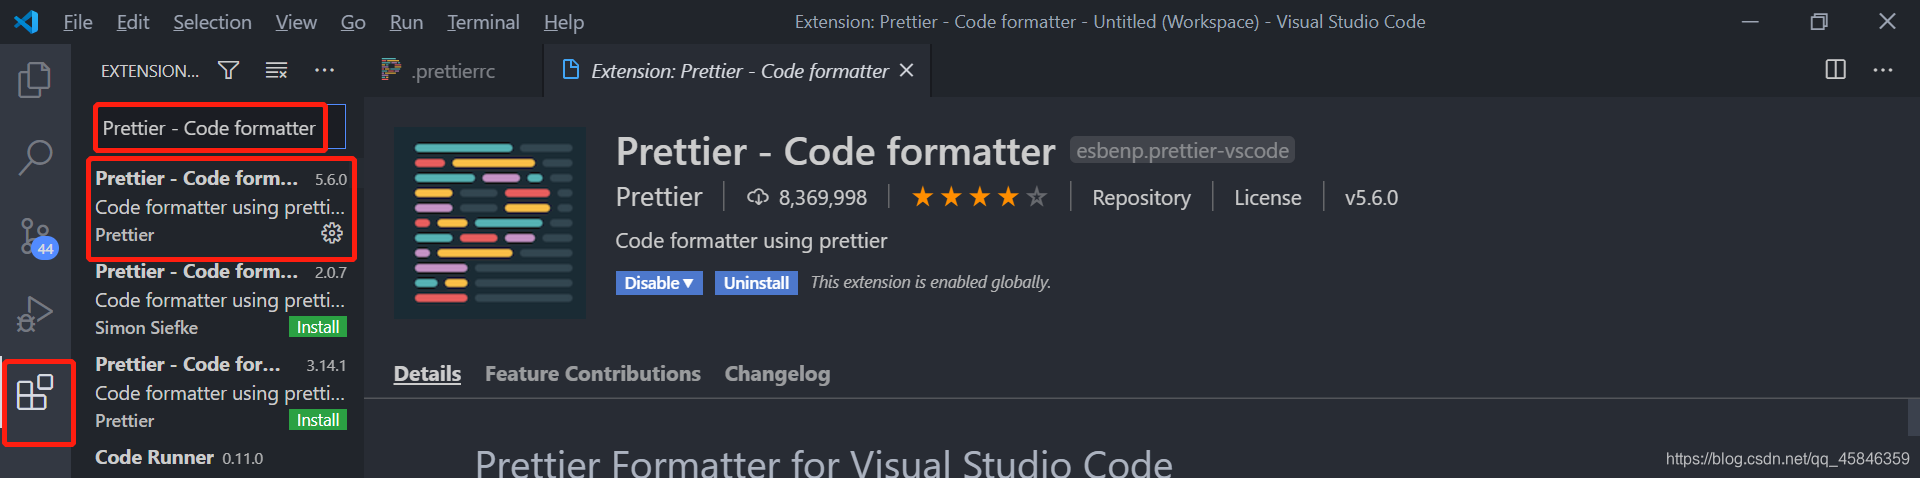 File Edit Selection View Go Run Terminal Help
Extension: Prettier - Code formatter - Untitled (Workspace) - Visual Studio Code
EXTENSION...
.prettierrc
Extension: Prettier - Code formatter
Prettier - Code formatter
Prettier - Code form... 5.6.0
Code formatter using pretti...
Prettier
44
Prettier - Code form... 2.0.7
Code formatter using pretti...
Simon Siefke Install
Prettier - Code for... 3.14.1
Code formatter using pretti...
Prettier Install
Code Runner 0.11.0
Prettier - Code formatter esbenp.prettier-vscode
Prettier 8,369,998 Repository License v5.6.0
Code formatter using prettier
Disable Uninstall This extension is enabled globally.
Details Feature Contributions Changelog
Prettier Formatter for Visual Studio Code
https://blog.csdn.net/qq_45846359